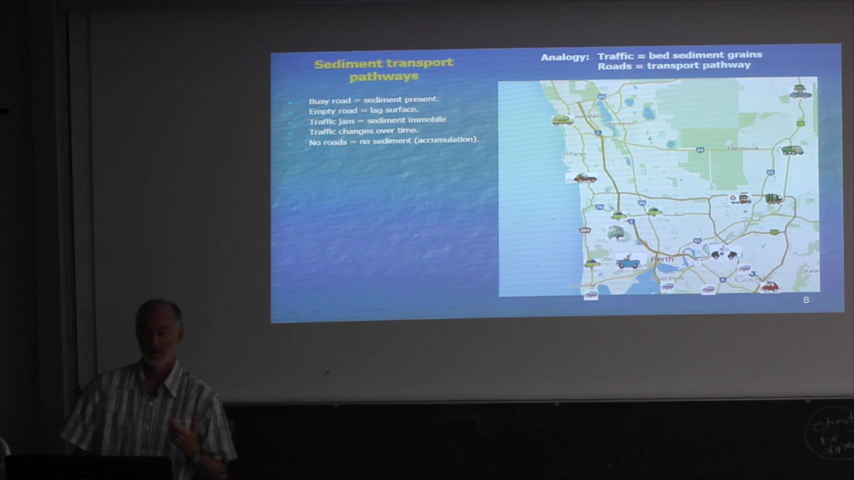 Sediment transport
pathways
Busy road = sediment present.
Empty road = lag surface.
Traffic jam = sediment immobile
Traffic changes over time.
No roads = no sediment (accumulation).
Analogy: Traffic = bed sediment grains
Roads = transport pathway
Perth
Google
8